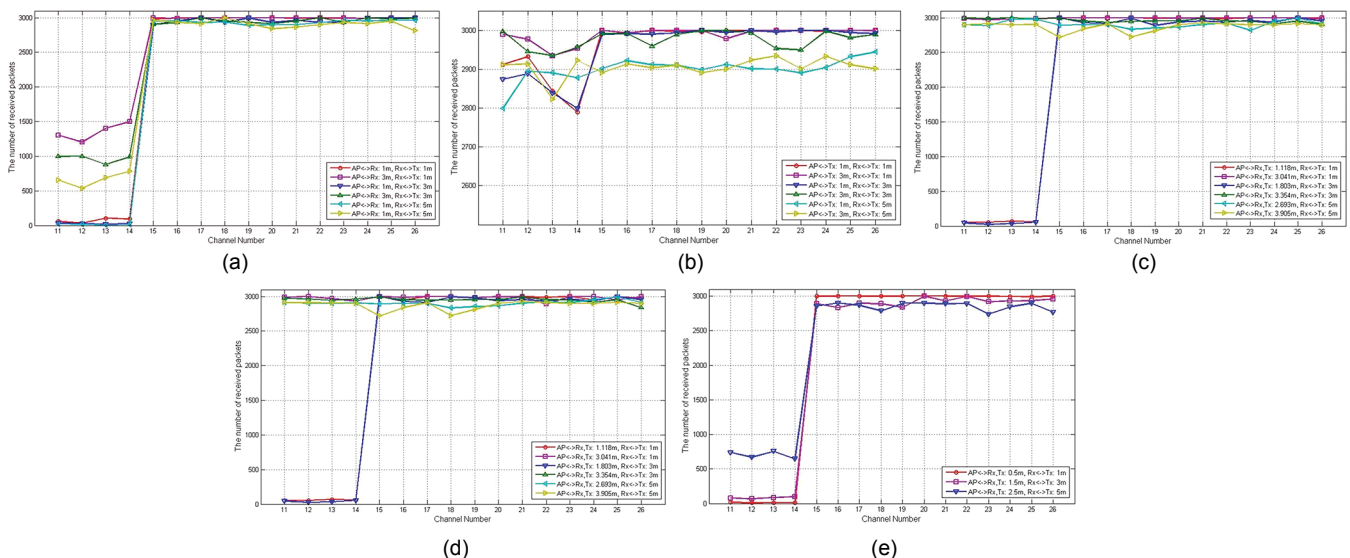 3000
2500
2000
1500
1000
500
0
The number of received packets
11 12 13 14 15 16 17 18 19 20 21 22 23 24 25 26
Channel Number
AP<->Rx: 1m, Rx<->Tx: 1m
AP<->Rx: 3m, Rx<->Tx: 1m
AP<->Rx: 1m, Rx<->Tx: 3m
AP<->Rx: 3m, Rx<->Tx: 3m
AP<->Rx: 1m, Rx<->Tx: 5m
AP<->Rx: 1m, Rx<->Tx: 5m
(a)
3000
2900
2800
2700
2600
The number of received packets
11 12 13 14 15 16 17 18 19 20 21 22 23 24 25 26
Channel Number
AP<->Tx: 1m, Rx<->Tx: 1m
AP<->Tx: 3m, Rx<->Tx: 1m
AP<->Tx: 1m, Rx<->Tx: 3m
AP<->Tx: 3m, Rx<->Tx: 3m
AP<->Tx: 1m, Rx<->Tx: 5m
AP<->Tx: 3m, Rx<->Tx: 5m
(b)
3000
2500
2000
1500
1000
500
0
The number of received packets
11 12 13 14 15 16 17 18 19 20 21 22 23 24 25 26
Channel Number
AP<->Rx,Tx: 1.118m, Rx<->Tx: 1m
AP<->Rx,Tx: 3.041m, Rx<->Tx: 1m
AP<->Rx,Tx: 1.803m, Rx<->Tx: 3m
AP<->Rx,Tx: 3.354m, Rx<->Tx: 3m
AP<->Rx,Tx: 2.693m, Rx<->Tx: 5m
AP<->Rx,Tx: 3.905m, Rx<->Tx: 5m
(c)
3000
2500
2000
1500
1000
500
0
The number of received packets
11 12 13 14 15 16 17 18 19 20 21 22 23 24 25 26
Channel Number
AP<->Rx,Tx: 1.118m, Rx<->Tx: 1m
AP<->Rx,Tx: 3.041m, Rx<->Tx: 1m
AP<->Rx,Tx: 1.803m, Rx<->Tx: 3m
AP<->Rx,Tx: 3.354m, Rx<->Tx: 3m
AP<->Rx,Tx: 2.693m, Rx<->Tx: 5m
AP<->Rx,Tx: 3.905m, Rx<->Tx: 5m
(d)
3000
2500
2000
1500
1000
500
0
The number of received packets
11 12 13 14 15 16 17 18 19 20 21 22 23 24 25 26
Channel Number
AP<->Rx,Tx: 0.5m, Rx<->Tx: 1m
AP<->Rx,Tx: 1.5m, Rx<->Tx: 3m
AP<->Rx,Tx: 2.5m, Rx<->Tx: 5m
(e)